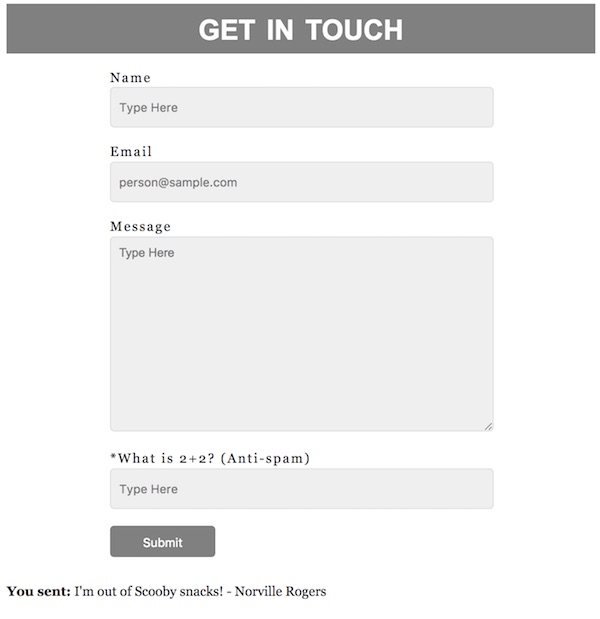 GET IN TOUCH
Name
Type Here
Email
person@sample.com
Message
Type Here
*What is 2+2? (Anti-spam)
Type Here
Submit
You sent: I'm out of Scooby snacks! - Norville Rogers